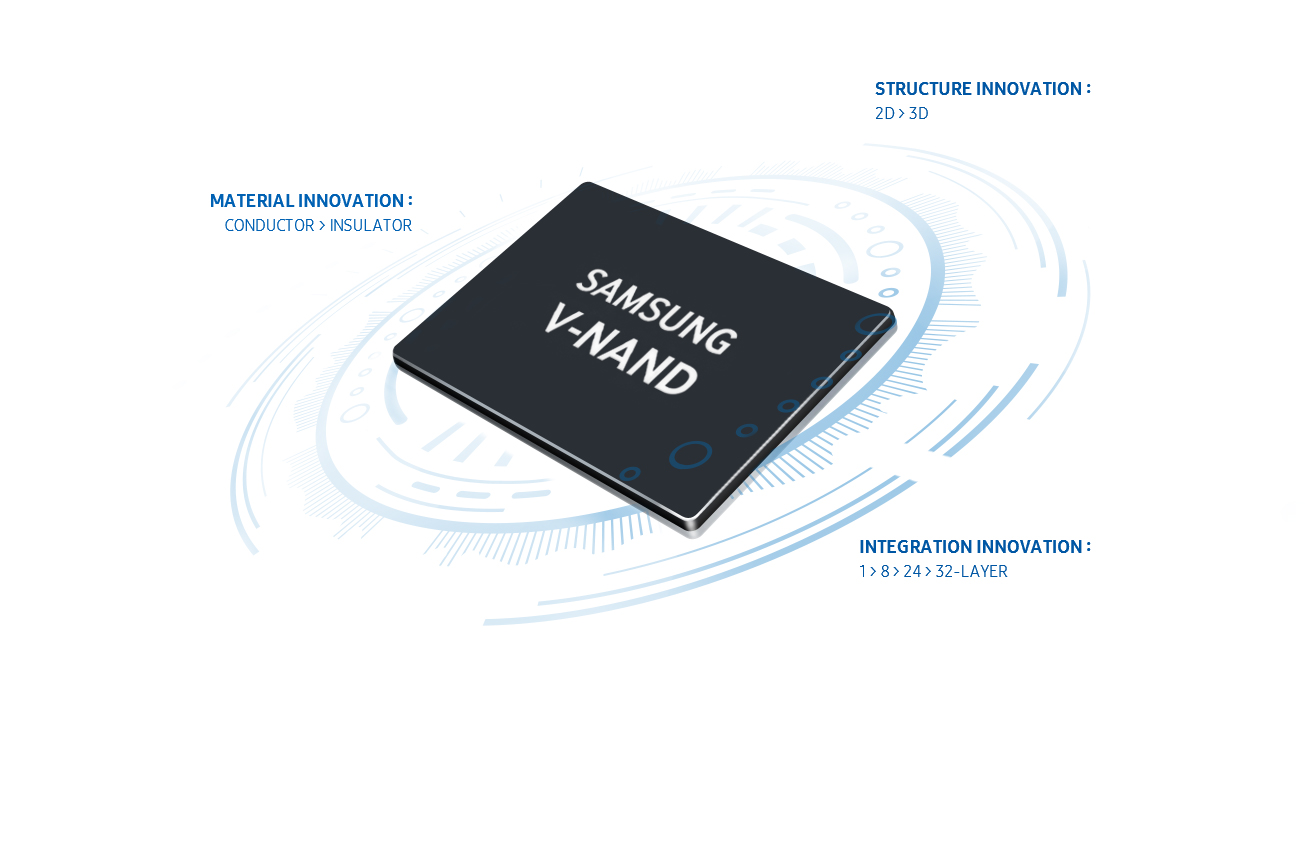 STRUCTURE INNOVATION :
2D > 3D
MATERIAL INNOVATION :
CONDUCTOR > INSULATOR
SAMSUNG
V-NAND
INTEGRATION INNOVATION :
1 > 8 > 24 > 32-LAYER